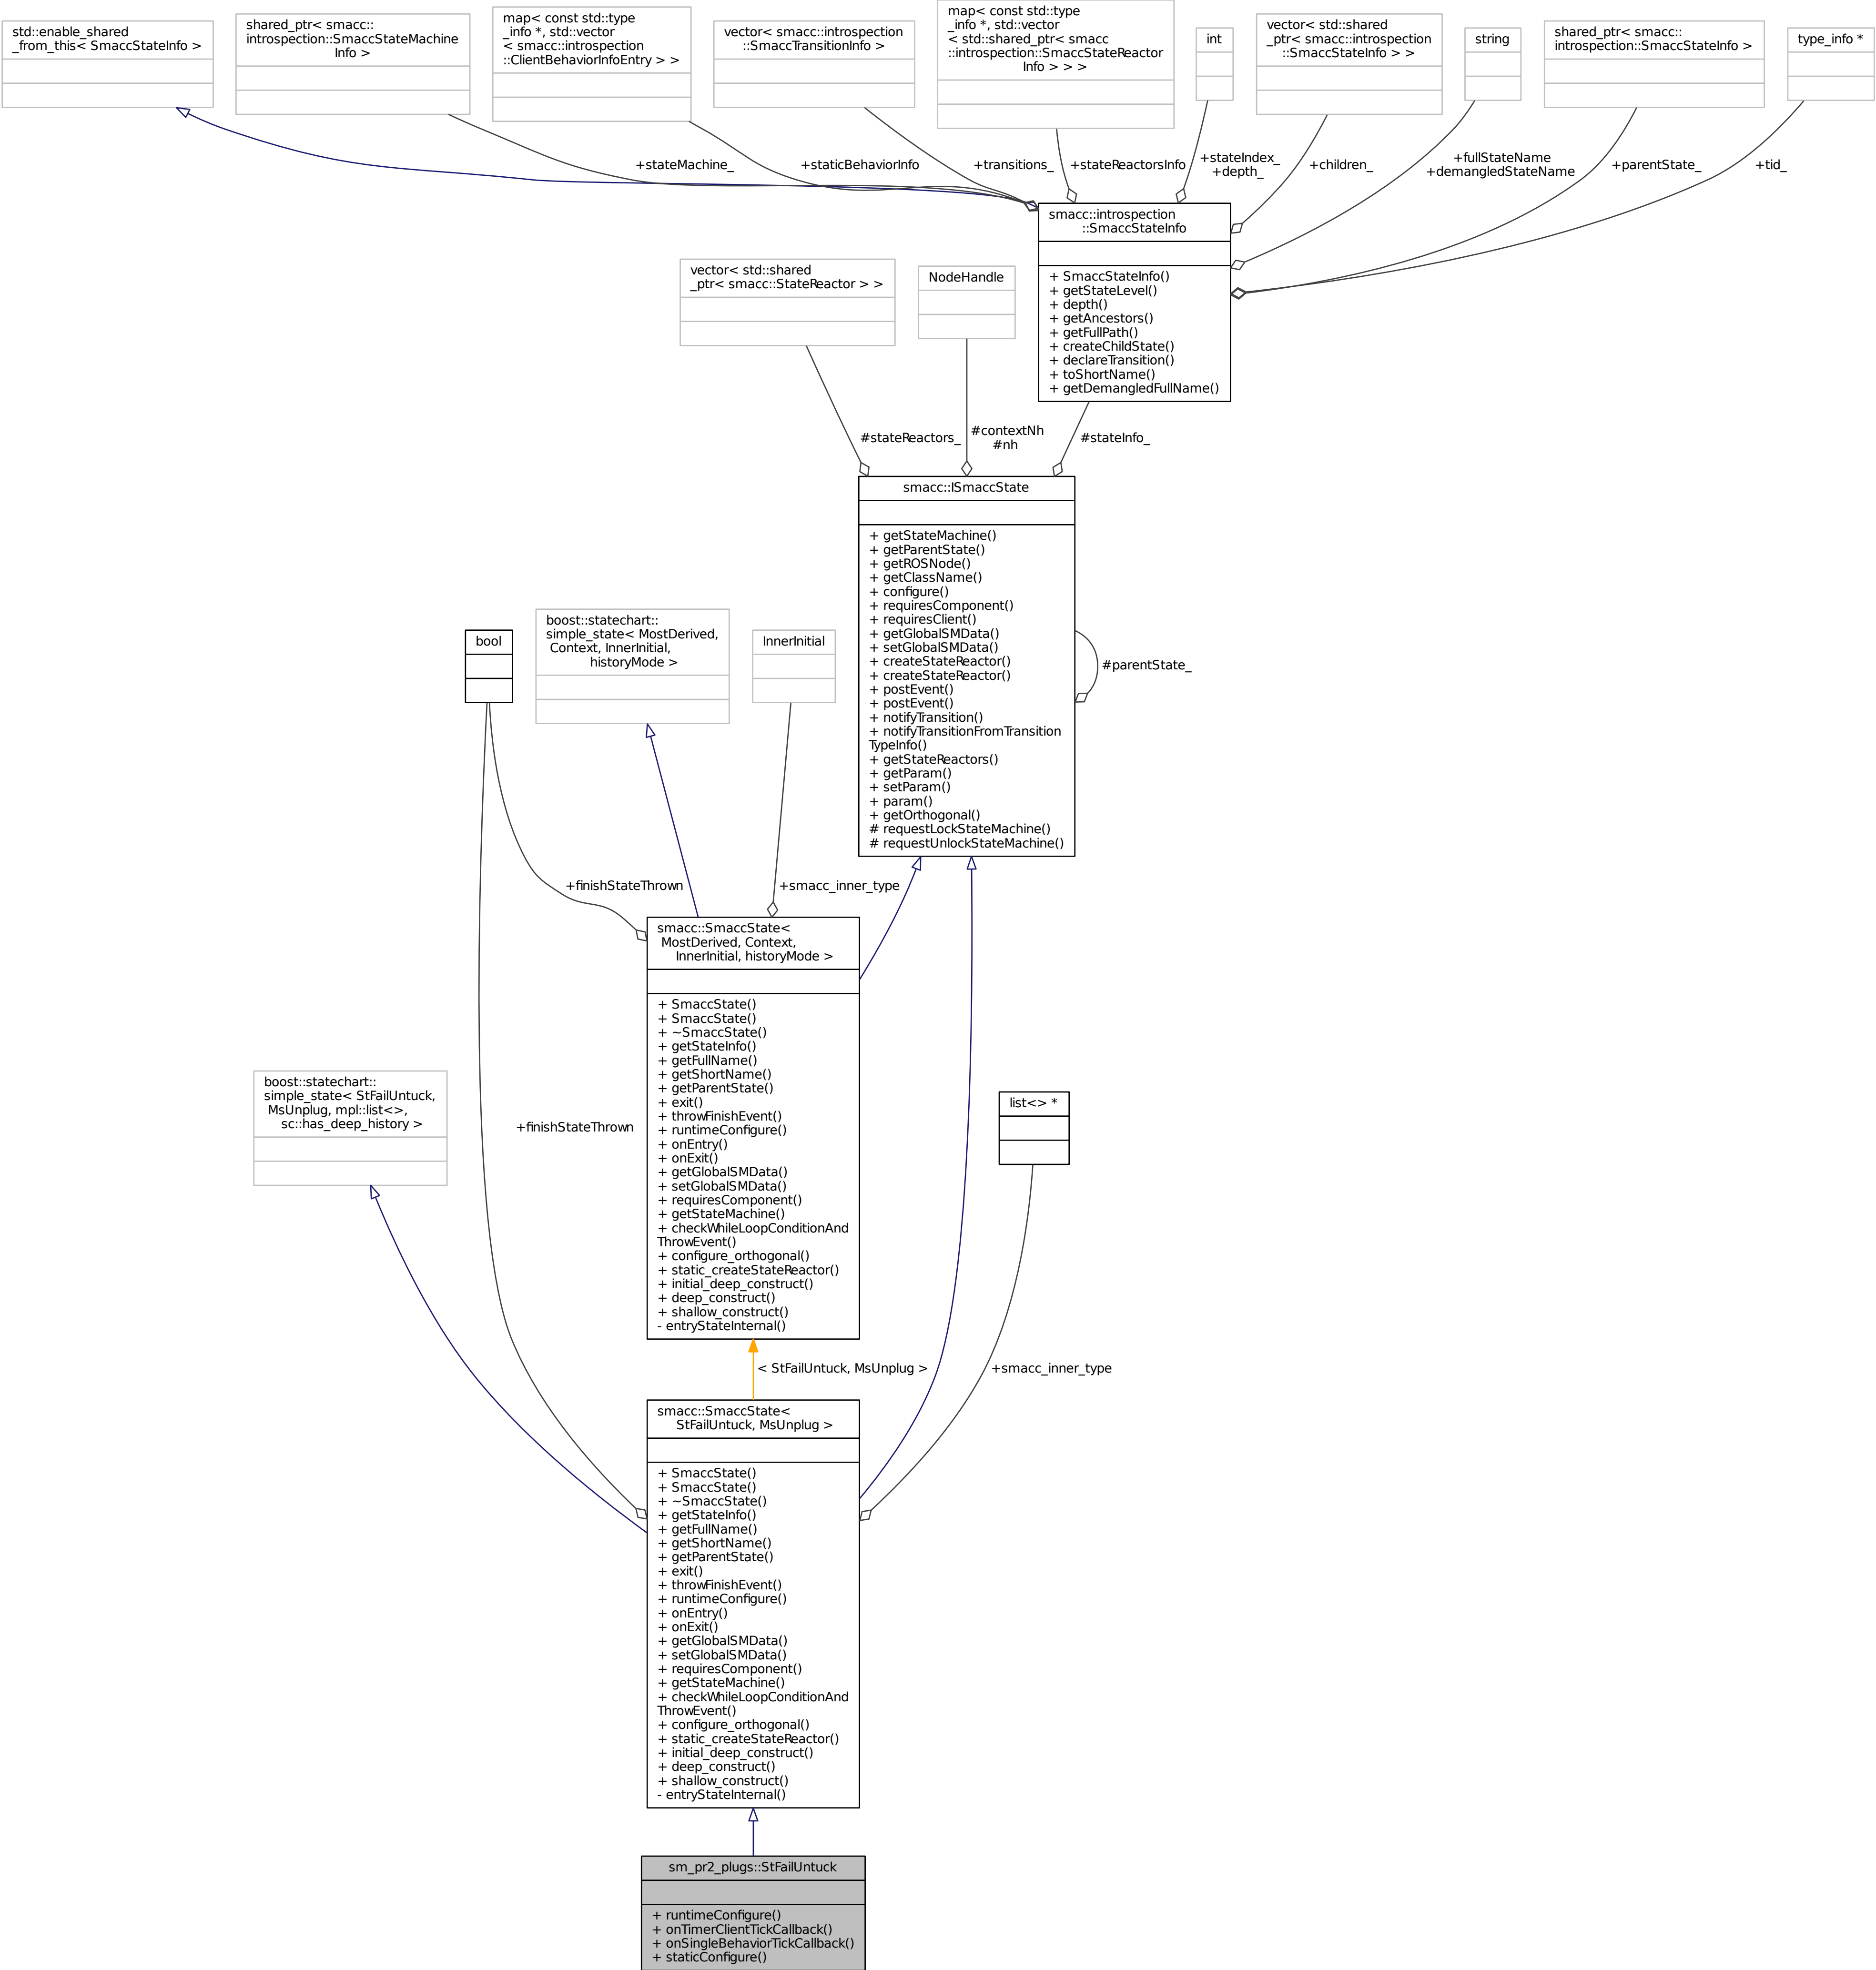 std::enable_shared
_from_this< SmaccStateInfo >
shared_ptr< smacc::
introspection::SmaccStateMachine
Info >
map< const std::type
_info *, std::vector
< smacc::introspection
::ClientBehaviorInfoEntry > >
vector< smacc::introspection
::SmaccTransitionInfo >
map< const std::type
_info *, std::vector
< std::shared_ptr< smacc
::introspection::SmaccStateReactor
Info > > >
int
vector< std::shared
_ptr< smacc::introspection
::SmaccStateInfo > >
string
shared_ptr< smacc::
introspection::SmaccStateInfo >
type_info *
+stateMachine_
+staticBehaviorInfo
+transitions_
+stateReactorsInfo
+stateIndex_
+depth_
+children_
+fullStateName
+demangledStateName
+parentState_
+tid_
smacc::introspection
::SmaccStateInfo
+ SmaccStateInfo()
+ getStateLevel()
+ depth()
+ getAncestors()
+ getFullPath()
+ createChildState()
+ declareTransition()
+ toShortName()
+ getDemangledFullName()
vector< std::shared
_ptr< smacc::StateReactor > >
NodeHandle
#stateReactors_
#contextNh
#nh
#stateInfo_
smacc::ISmaccState
+ getStateMachine()
+ getParentState()
+ getROSNode()
+ getClassName()
+ configure()
+ requiresComponent()
+ requiresClient()
+ getGlobalSMData()
+ setGlobalSMData()
+ createStateReactor()
+ createStateReactor()
+ postEvent()
+ postEvent()
+ notifyTransition()
+ notifyTransitionFromTransition
TypeInfo()
+ getStateReactors()
+ getParam()
+ setParam()
+ param()
+ getOrthogonal()
# requestLockStateMachine()
# requestUnlockStateMachine()
#parentState_
bool
boost::statechart::
simple_state< MostDerived,
Context, InnerInitial,
historyMode >
InnerInitial
+finishStateThrown
+smacc_inner_type
smacc::SmaccState<
MostDerived, Context,
InnerInitial, historyMode >
+ SmaccState()
+ SmaccState()
+ ~SmaccState()
+ getStateInfo()
+ getFullName()
+ getShortName()
+ getParentState()
+ exit()
+ throwFinishEvent()
+ runtimeConfigure()
+ onEntry()
+ onExit()
+ getGlobalSMData()
+ setGlobalSMData()
+ requiresComponent()
+ getStateMachine()
+ checkWhileLoopConditionAnd
ThrowEvent()
+ configure_orthogonal()
+ static_createStateReactor()
+ initial_deep_construct()
+ deep_construct()
+ shallow_construct()
- entryStateInternal()
boost::statechart::
simple_state< StFailUntuck,
MsUnplug, mpl::list<>,
sc::has_deep_history >
+finishStateThrown
list<> *
< StFailUntuck, MsUnplug >
+smacc_inner_type
smacc::SmaccState<
StFailUntuck, MsUnplug >
+ SmaccState()
+ SmaccState()
+ ~SmaccState()
+ getStateInfo()
+ getFullName()
+ getShortName()
+ getParentState()
+ exit()
+ throwFinishEvent()
+ runtimeConfigure()
+ onEntry()
+ onExit()
+ getGlobalSMData()
+ setGlobalSMData()
+ requiresComponent()
+ getStateMachine()
+ checkWhileLoopConditionAnd
ThrowEvent()
+ configure_orthogonal()
+ static_createStateReactor()
+ initial_deep_construct()
+ deep_construct()
+ shallow_construct()
- entryStateInternal()
sm_pr2_plugs::StFailUntuck
+ runtimeConfigure()
+ onTimerClientTickCallback()
+ onSingleBehaviorTickCallback()
+ staticConfigure()